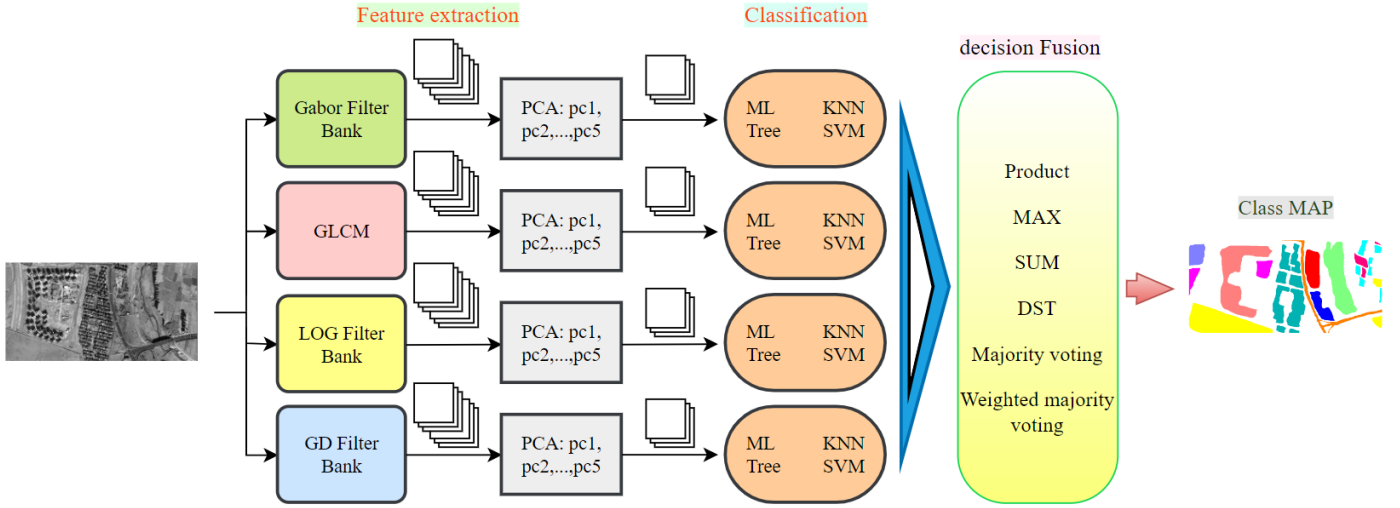 Feature extraction
Classification
decision Fusion
Gabor Filter
Bank
PCA: pc1,
pc2,...,pc5
ML KNN
Tree SVM
GLCM
PCA: pc1,
pc2,...,pc5
ML KNN
Tree SVM
LOG Filter
Bank
PCA: pc1,
pc2,...,pc5
ML KNN
Tree SVM
GD Filter
Bank
PCA: pc1,
pc2,...,pc5
ML KNN
Tree SVM
Product
MAX
SUM
DST
Majority voting
Weighted majority
voting
Class MAP